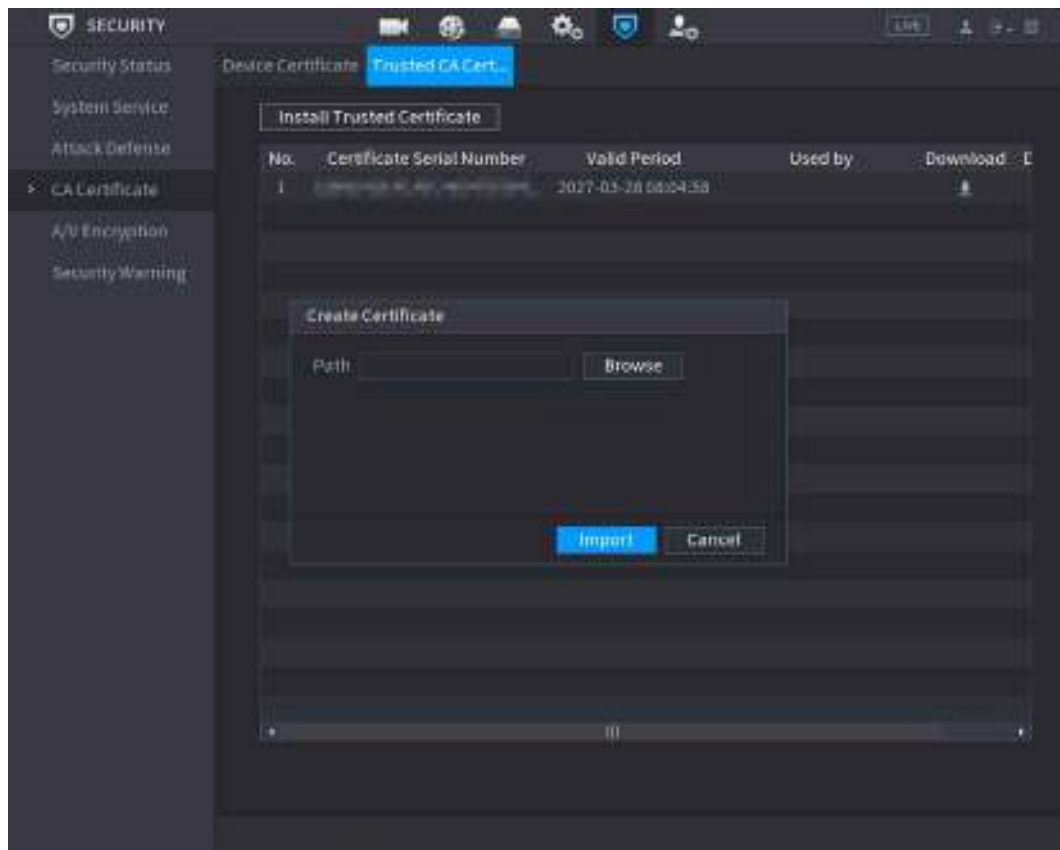 SECURITY
LIVE
Security Status
Device Certificate Trusted CA Cert...
System Service
Install Trusted Certificate
Attack Defense
No. Certificate Serial Number Valid Period Used by Download D
CA Certificate
1 2027-03-28 08:04:58
A/V Encryption
Security Warning
Create Certificate
Path Browse
Import Cancel